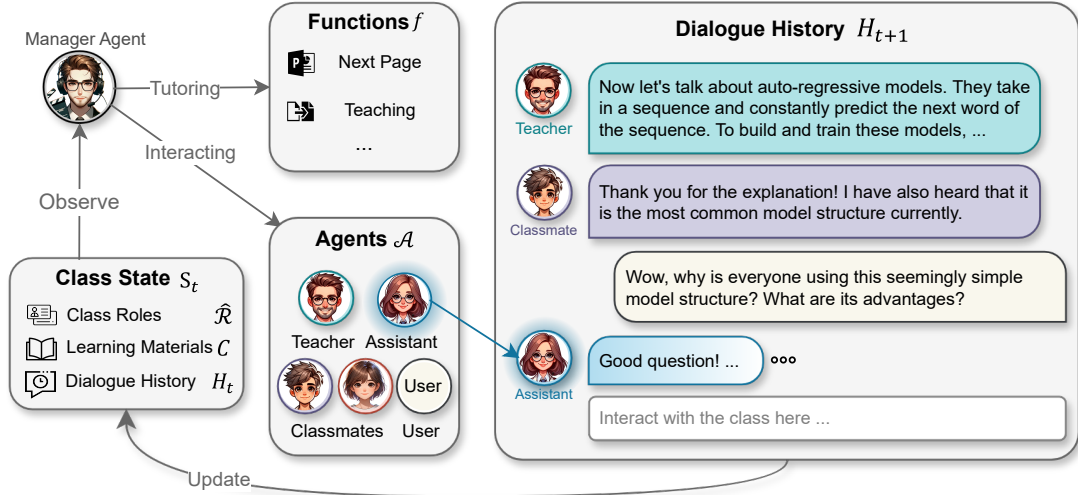 Manager Agent
Tutoring
Interacting
Observe
Class State S_t
Class Roles R̂
Learning Materials C
Dialogue History H_t
Update
Functions f
Next Page
Teaching
...
Agents 𝒜
Teacher Assistant
User
Classmates User
Dialogue History H_{t+1}
Now let's talk about auto-regressive models. They take
in a sequence and constantly predict the next word of
the sequence. To build and train these models, ...
Teacher
Thank you for the explanation! I have also heard that it
is the most common model structure currently.
Classmate
Wow, why is everyone using this seemingly simple
model structure? What are its advantages?
Good question! ...
Assistant
Interact with the class here ...